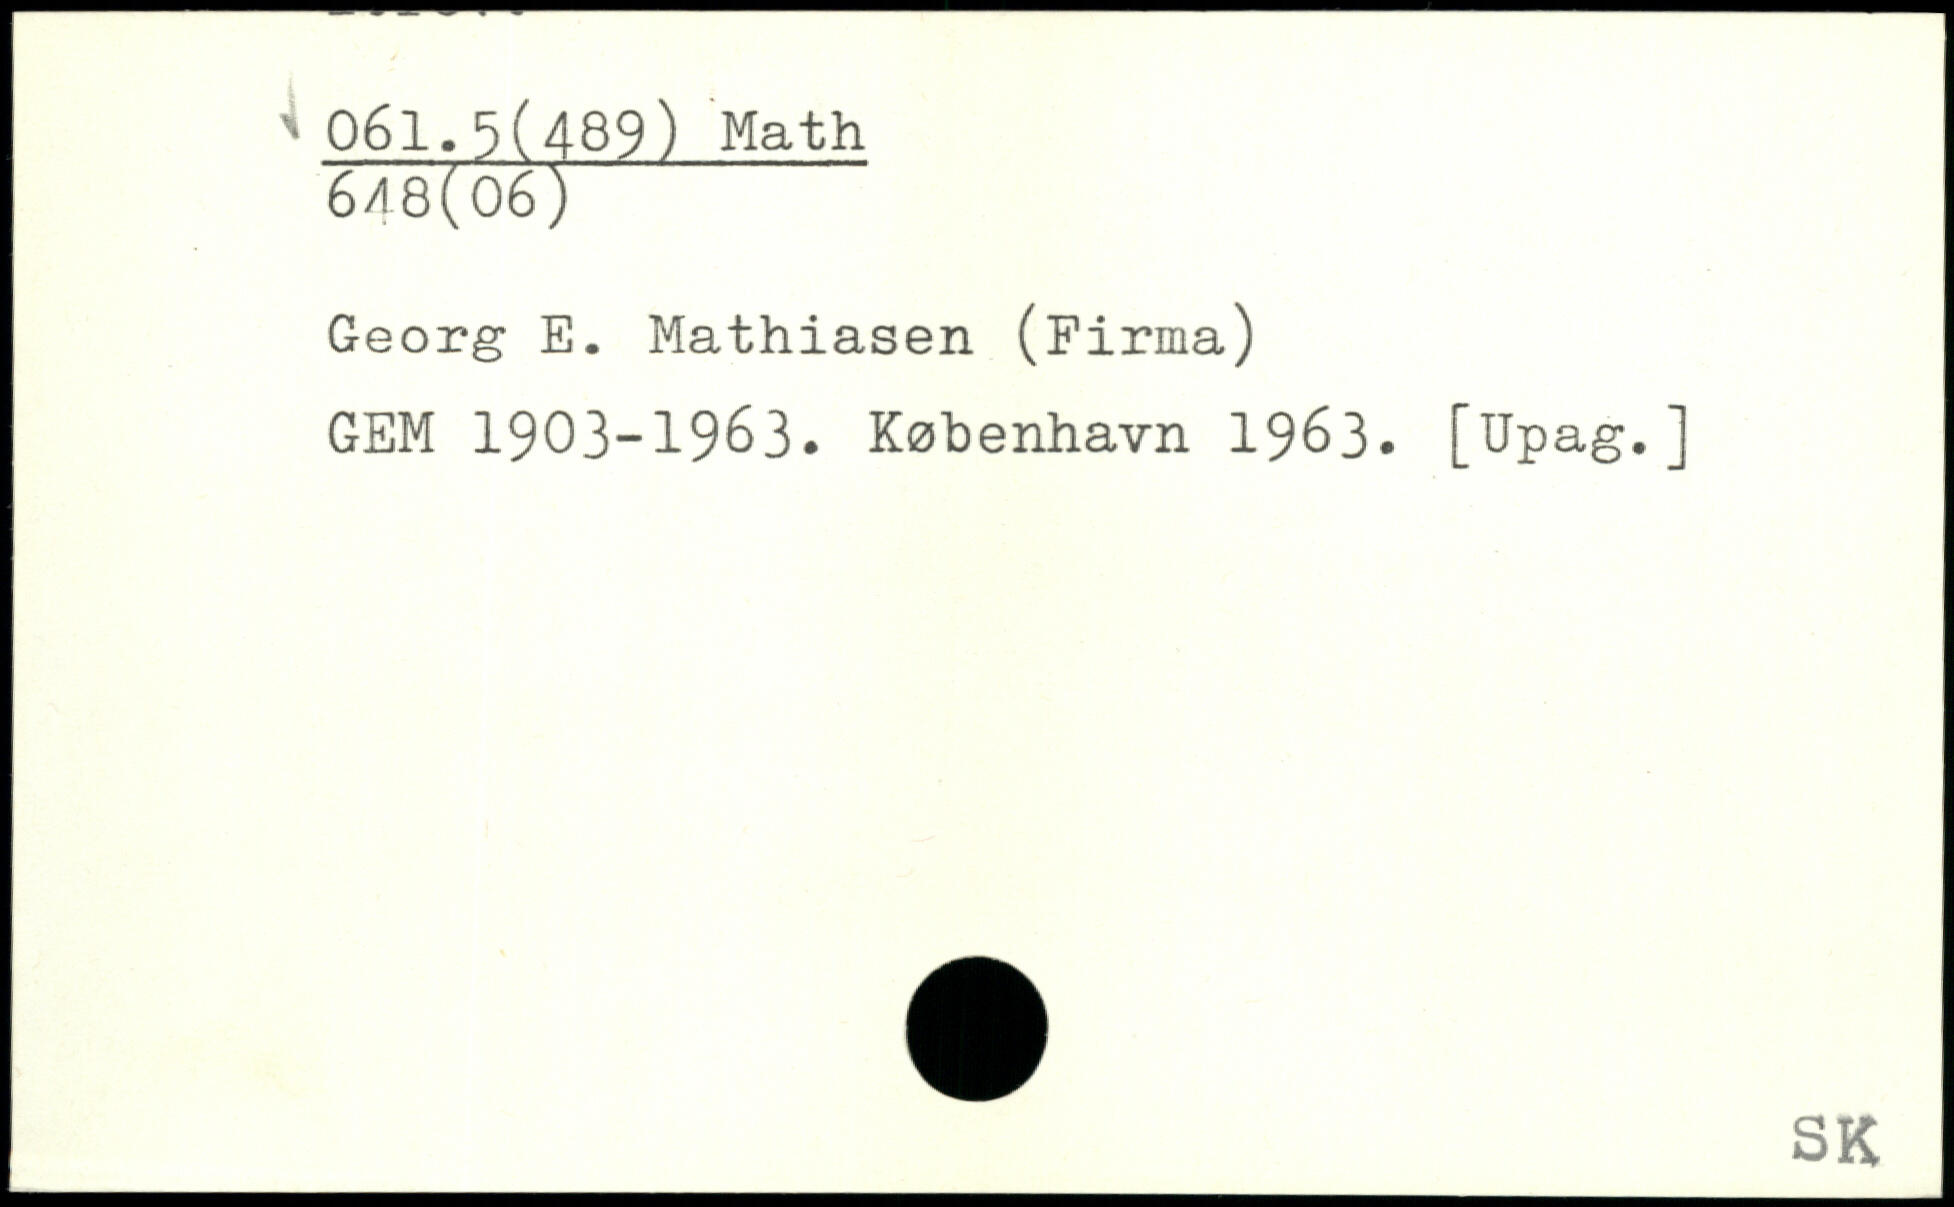 061.5(489) Math
648(06)
Georg E. Mathiasen (Firma)
GEM 1903-1963. København 1963. [Upag.]
SK